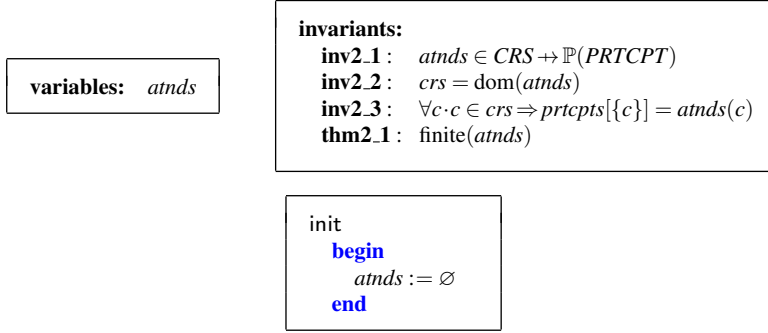 variables: atnds
invariants:
inv2_1 : atnds ∈ CRS ⇸ ℙ(PRTCPT)
inv2_2 : crs = dom(atnds)
inv2_3 : ∀c·c ∈ crs ⇒ prtcpts[{c}] = atnds(c)
thm2_1 : finite(atnds)
init
begin
atnds := ∅
end